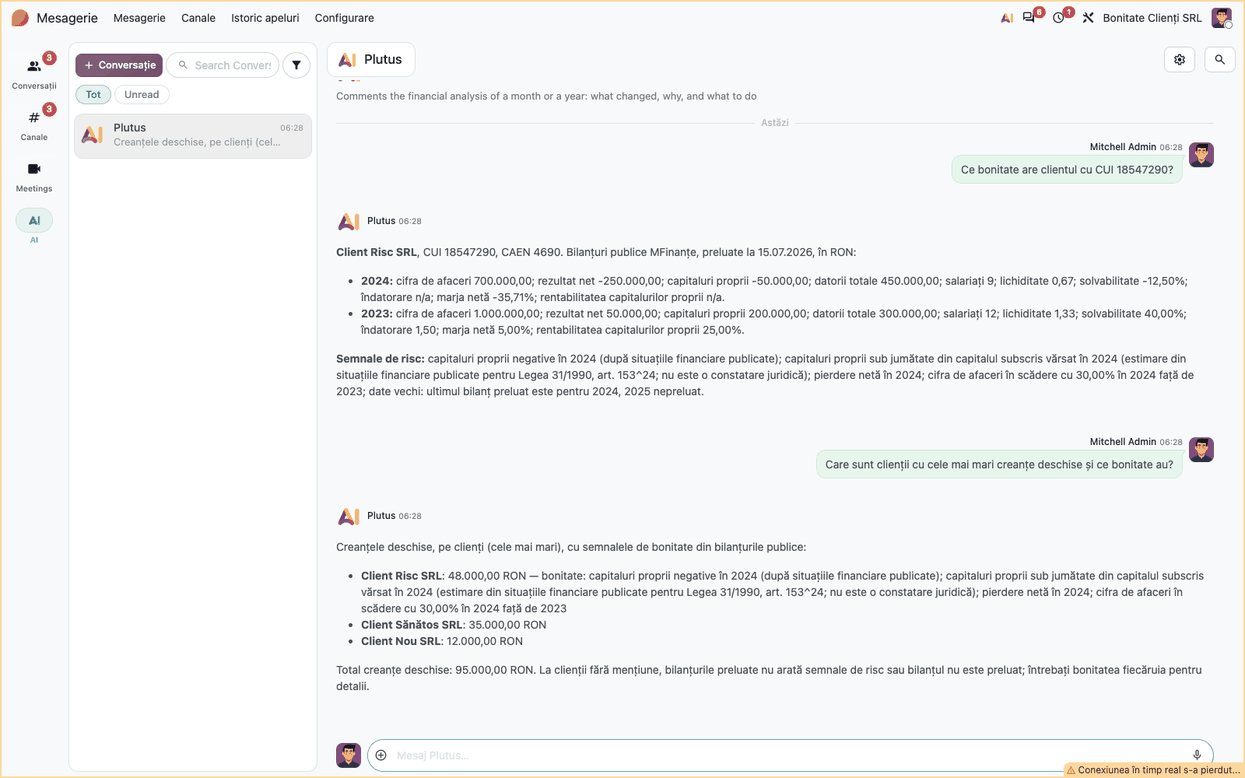 Mesagerie Mesagerie Canale Istoric apeluri Configurare AI 6 1 Bonitate Clienți SRL
3
Conversații
3
Canale
Meetings
AI
AI
+ Conversație Search Convers
Tot Unread
Plutus 06:28
Creanțele deschise, pe clienți (cel...
AI Plutus
Comments the financial analysis of a month or a year: what changed, why, and what to do
Astăzi
Mitchell Admin 06:28
Ce bonitate are clientul cu CUI 18547290?
Plutus 06:28
Client Risc SRL, CUI 18547290, CAEN 4690. Bilanțuri publice MFinanțe, preluate la 15.07.2026, în RON:
• 2024: cifra de afaceri 700.000,00; rezultat net -250.000,00; capitaluri proprii -50.000,00; datorii totale 450.000,00; salariați 9; lichiditate 0,67; solvabilitate -12,50%;
îndatorare n/a; marja netă -35,71%; rentabilitatea capitalurilor proprii n/a.
• 2023: cifra de afaceri 1.000.000,00; rezultat net 50.000,00; capitaluri proprii 200.000,00; datorii totale 300.000,00; salariați 12; lichiditate 1,33; solvabilitate 40,00%;
îndatorare 1,50; marja netă 5,00%; rentabilitatea capitalurilor proprii 25,00%.
Semnale de risc: capitaluri proprii negative în 2024 (după situațiile financiare publicate); capitaluri proprii sub jumătate din capitalul subscris vărsat în 2024 (estimare din
situațiile financiare publicate pentru Legea 31/1990, art. 153^24; nu este o constatare juridică); pierdere netă în 2024; cifra de afaceri în scădere cu 30,00% în 2024 față de
2023; date vechi: ultimul bilanț preluat este pentru 2024, 2025 nepreluat.
Mitchell Admin 06:28
Care sunt clienții cu cele mai mari creanțe deschise și ce bonitate au?
Plutus 06:28
Creanțele deschise, pe clienți (cele mai mari), cu semnalele de bonitate din bilanțurile publice:
• Client Risc SRL: 48.000,00 RON — bonitate: capitaluri proprii negative în 2024 (după situațiile financiare publicate); capitaluri proprii sub jumătate din capitalul subscris
vărsat în 2024 (estimare din situațiile financiare publicate pentru Legea 31/1990, art. 153^24; nu este o constatare juridică); pierdere netă în 2024; cifra de afaceri în
scădere cu 30,00% în 2024 față de 2023
• Client Sănătos SRL: 35.000,00 RON
• Client Nou SRL: 12.000,00 RON
Total creanțe deschise: 95.000,00 RON. La clienții fără mențiune, bilanțurile preluate nu arată semnale de risc sau bilanțul nu este preluat; întrebați bonitatea fiecăruia pentru
detalii.
Mesaj Plutus...
Conexiunea în timp real s-a pierdut...